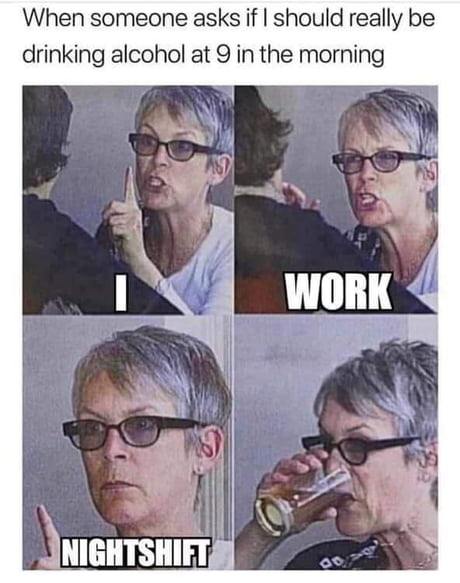 When someone asks if I should really be
drinking alcohol at 9 in the morning
I
WORK
NIGHTSHIFT